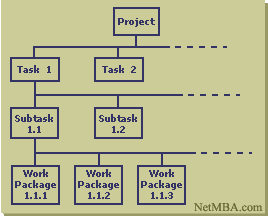 Project
Task 1
Task 2
Subtask
1.1
Subtask
1.2
Work
Package
1.1.1
Work
Package
1.1.2
Work
Package
1.1.3
NetMBA.com